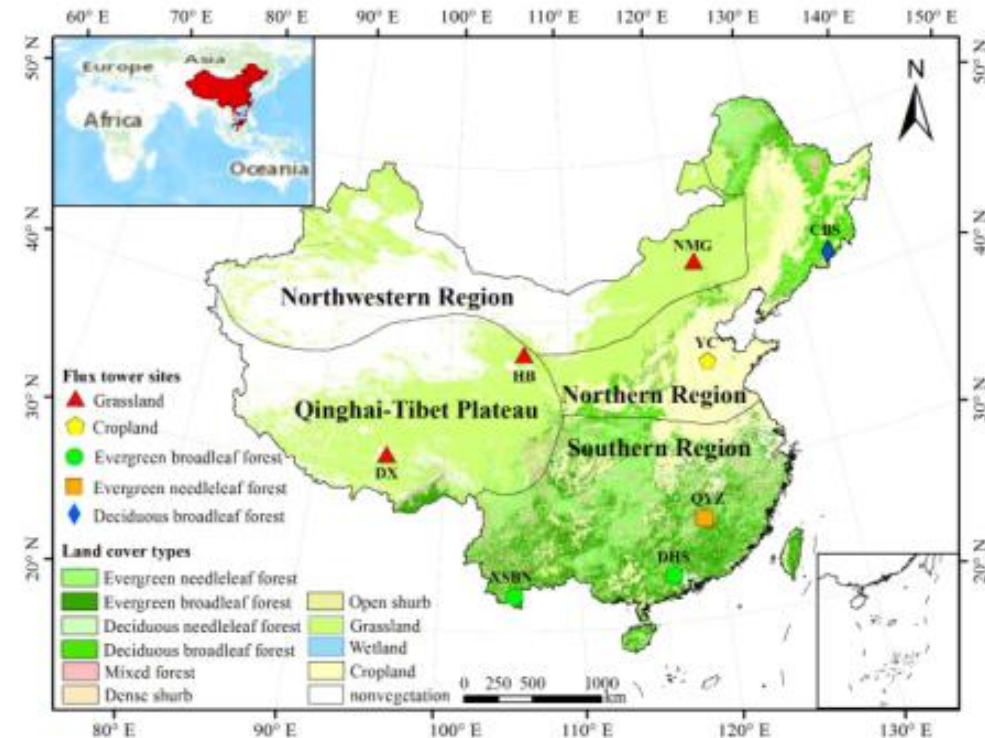 60° E 70° E 80° E 90° E 100° E 110° E 120° E 130° E 140° E 150° E
50° N
50° N
Europe
Asia
Africa
Oceania
N
40° N
40° N
CBS
NMG
Northwestern Region
YC
HB
Northern Region
Qinghai-Tibet Plateau
Southern Region
DX
QYZ
DHS
XSBN
30° N
30° N
20° N
20° N
Flux tower sites
Grassland
Cropland
Evergreen broadleaf forest
Evergreen needleleaf forest
Deciduous broadleaf forest
Land cover types
Evergreen needleleaf forest
Evergreen broadleaf forest
Deciduous needleleaf forest
Deciduous broadleaf forest
Mixed forest
Dense shurb
Open shurb
Grassland
Wetland
Cropland
nonvegetation
0 250 500 1000
km
80° E 90° E 100° E 110° E 120° E 130° E